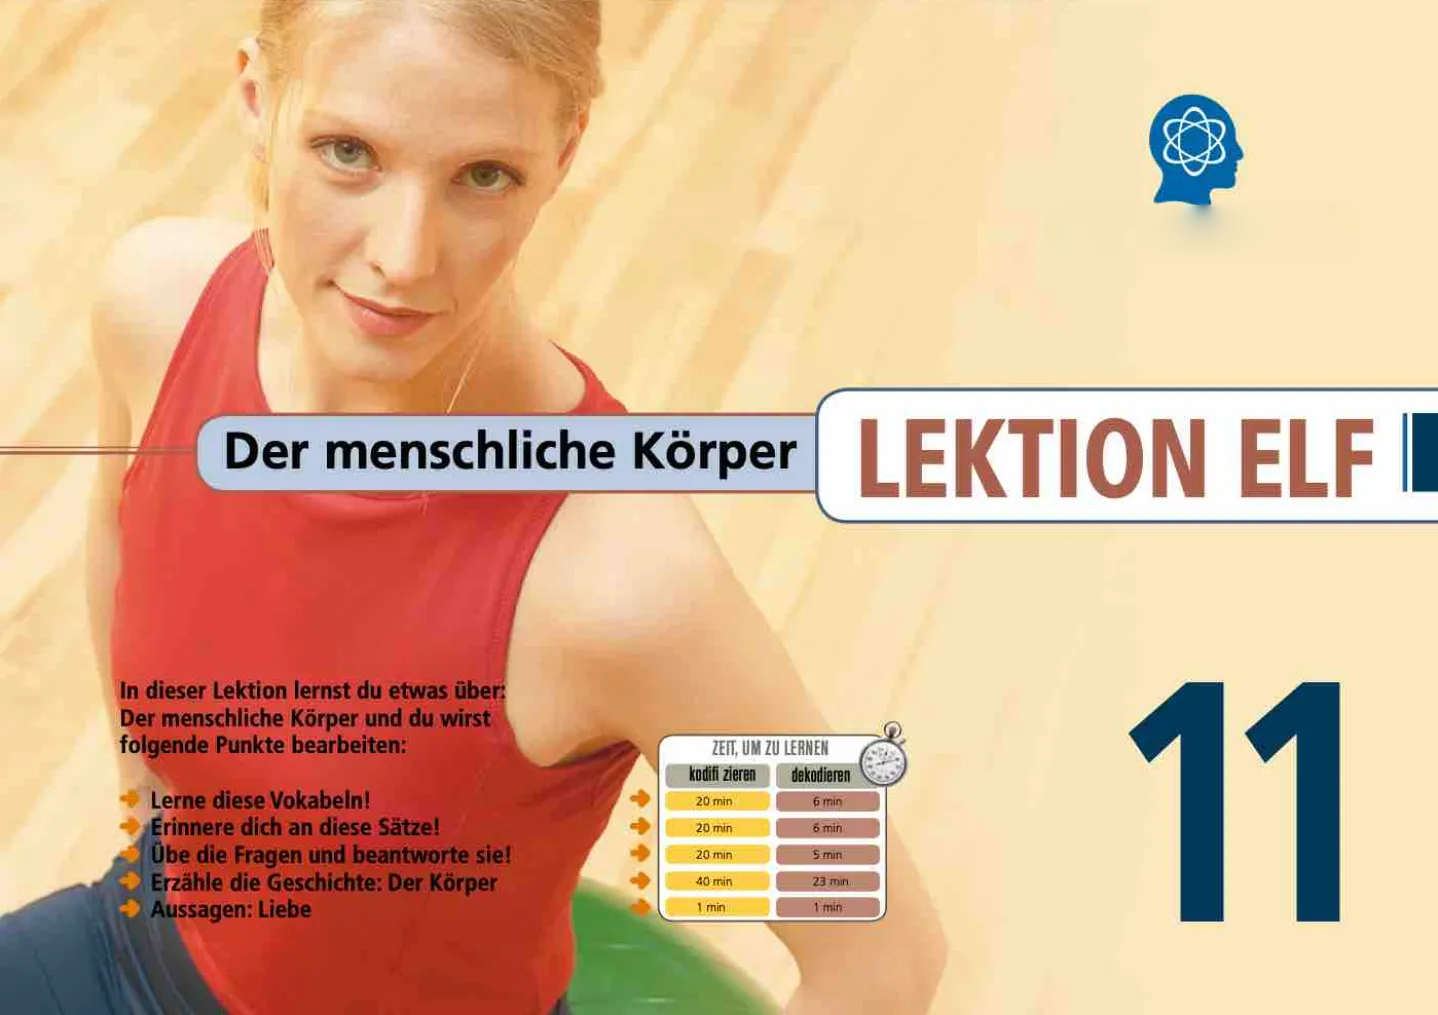 Der menschliche Körper
LEKTION ELF
In dieser Lektion lernst du etwas über:
Der menschliche Körper und du wirst
folgende Punkte bearbeiten:
Lerne diese Vokabeln!
Erinnere dich an diese Sätze!
Übe die Fragen und beantworte sie!
Erzähle die Geschichte: Der Körper
Aussagen: Liebe
ZEIT, UM ZU LERNEN
kodifi zieren dekodieren
20 min 6 min
20 min 6 min
20 min 5 min
40 min 23 min
1 min 1 min
11